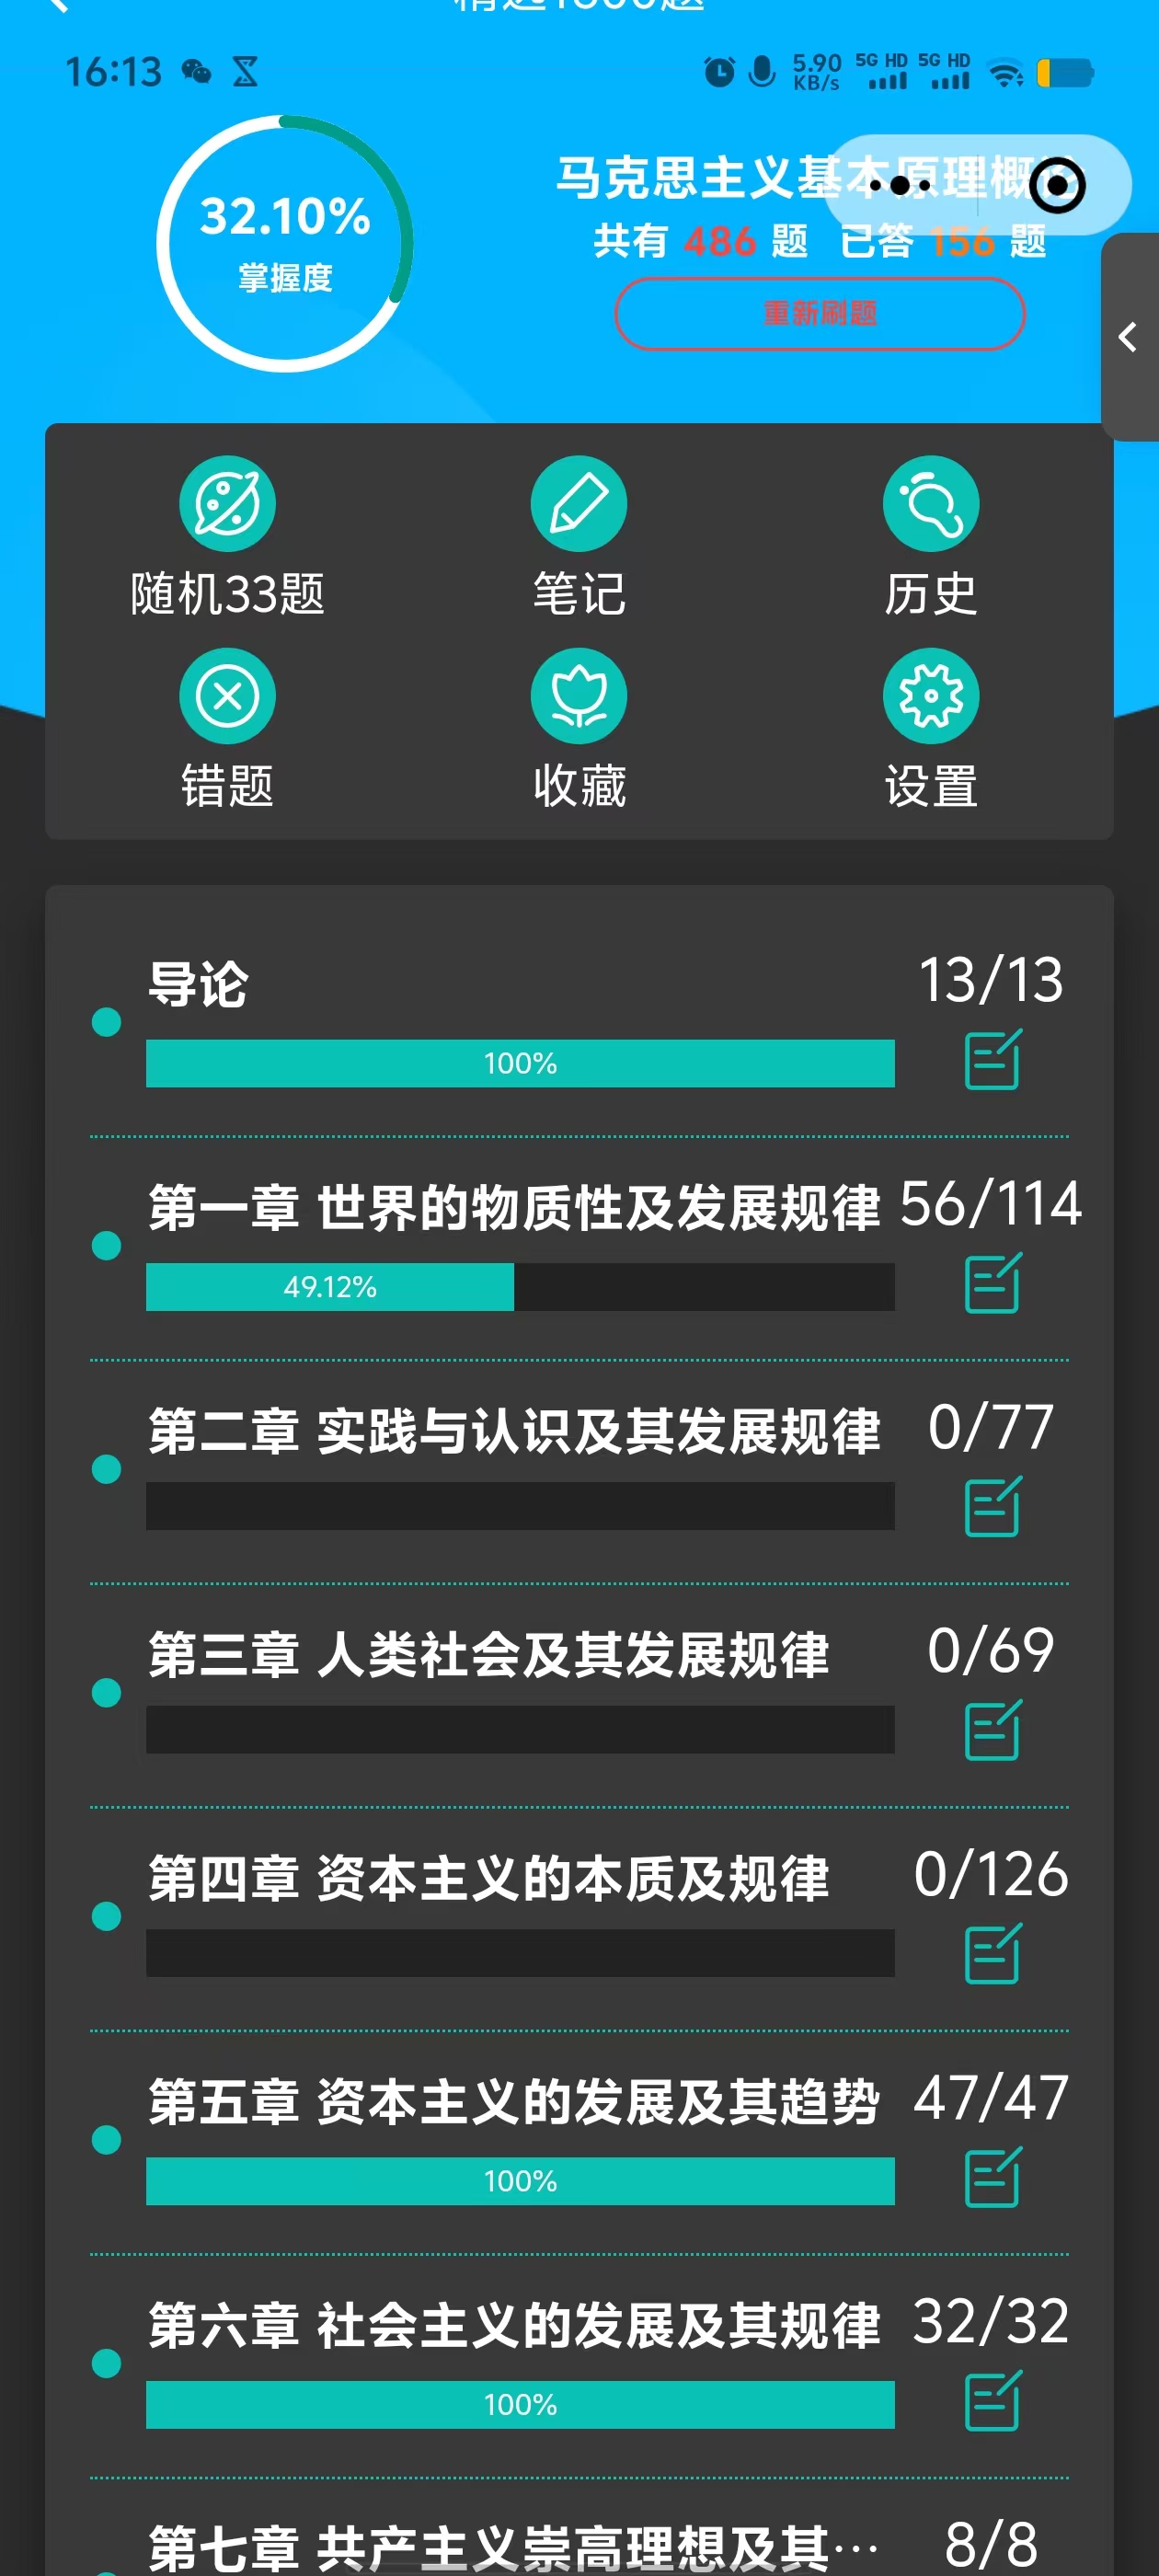 16:13
5.90
KB/s
5G HD 5G HD
32.10%
掌握度
马克思主义基本原理概
共有 486 题 已答 156 题
重新刷题
随机33题 笔记 历史
错题 收藏 设置
导论 13/13
100%
第一章 世界的物质性及发展规律 56/114
49.12%
第二章 实践与认识及其发展规律 0/77
第三章 人类社会及其发展规律 0/69
第四章 资本主义的本质及规律 0/126
第五章 资本主义的发展及其趋势 47/47
100%
第六章 社会主义的发展及其规律 32/32
100%
第七章 共产主义崇高理想及其… 8/8